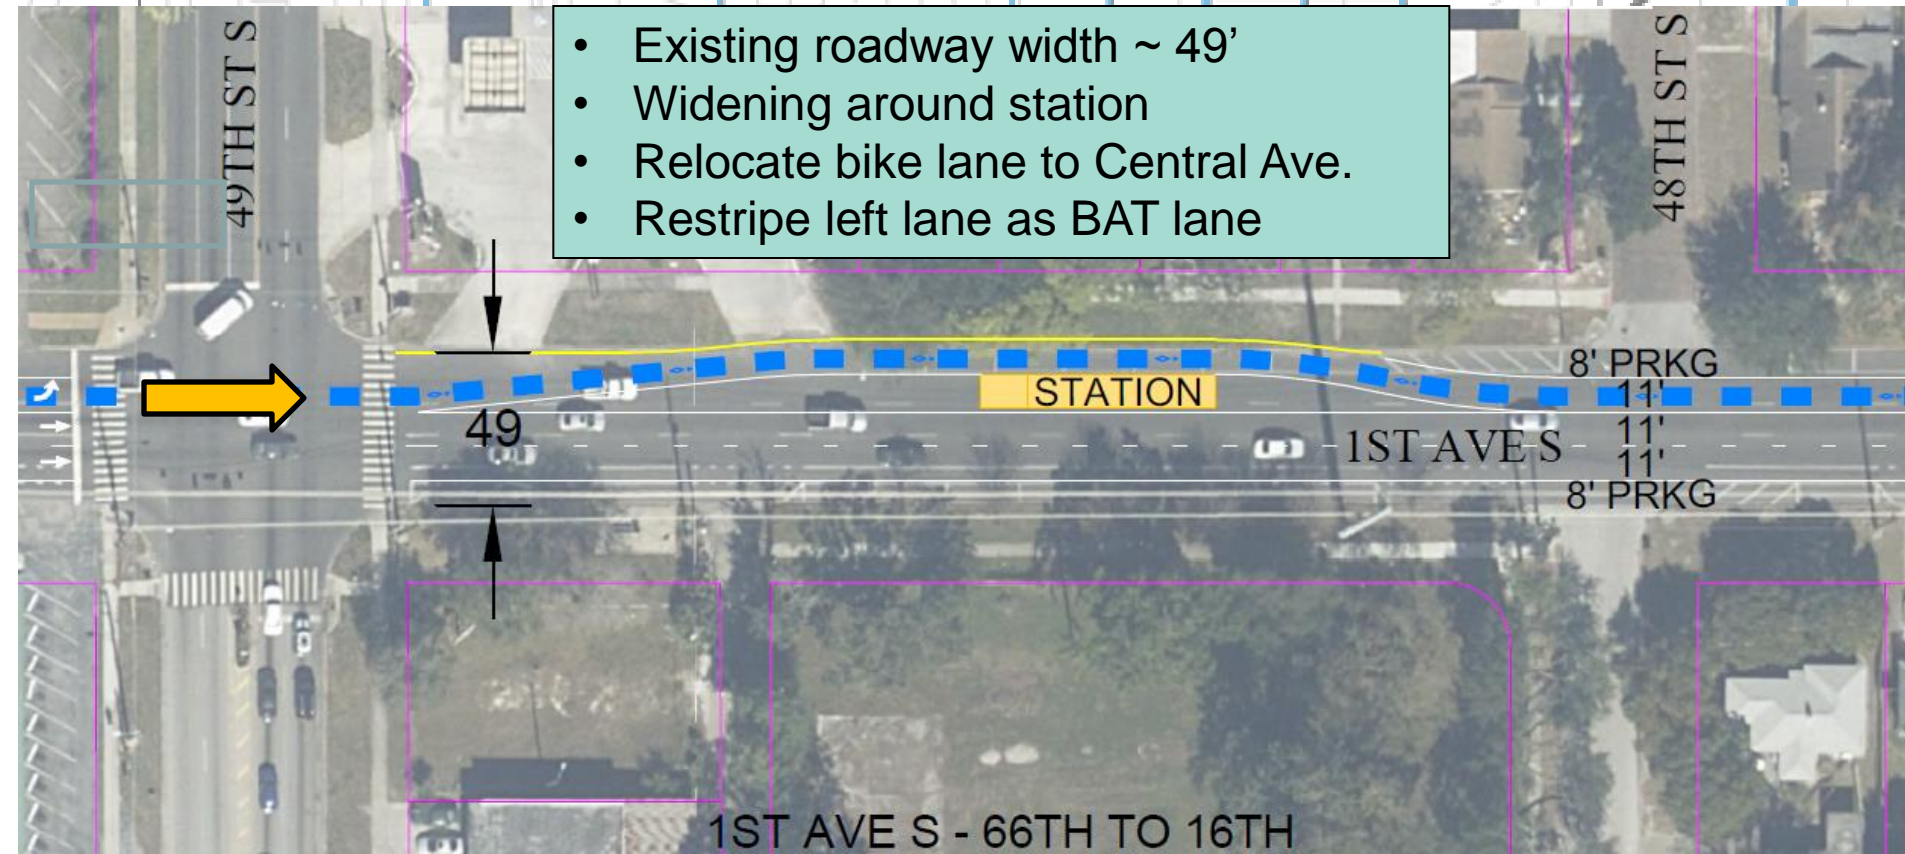 • Existing roadway width ~ 49’
• Widening around station
• Relocate bike lane to Central Ave.
• Restripe left lane as BAT lane
49TH ST S
48TH ST S
8' PRKG
11'
STATION
49
1ST AVE S
11'
11'
8' PRKG
1ST AVE S - 66TH TO 16TH